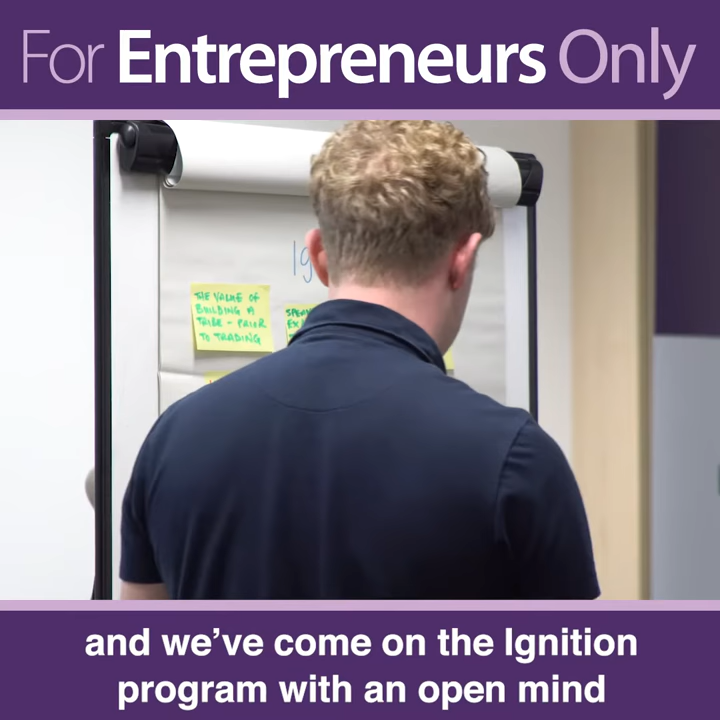 For Entrepreneurs Only
Ig
THE VALUE OF
BUILDING A
TRIBE - PRIOR
TO TRADING
and we've come on the Ignition
program with an open mind